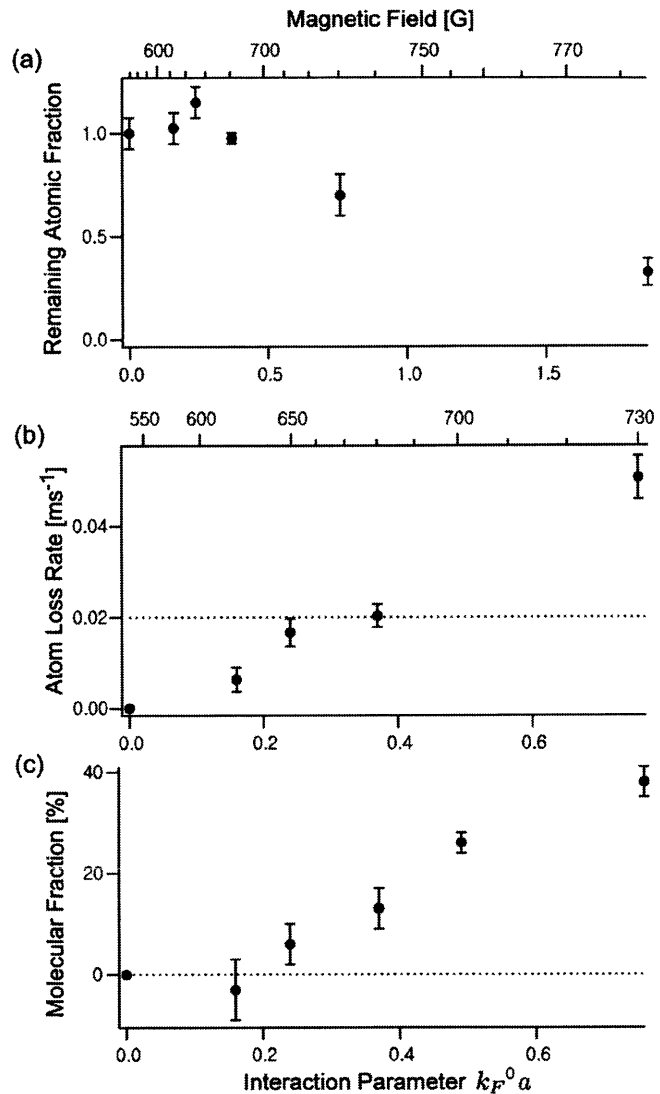 Magnetic Field [G]
(a)
600 700 750 770
Remaining Atomic Fraction
1.0
0.5
0.0
0.0 0.5 1.0 1.5
(b)
550 600 650 700 730
Atom Loss Rate [ms⁻¹]
0.04
0.02
0.00
0.0 0.2 0.4 0.6
(c)
Molecular Fraction [%]
40
20
0
0.0 0.2 0.4 0.6
Interaction Parameter k_F⁰a